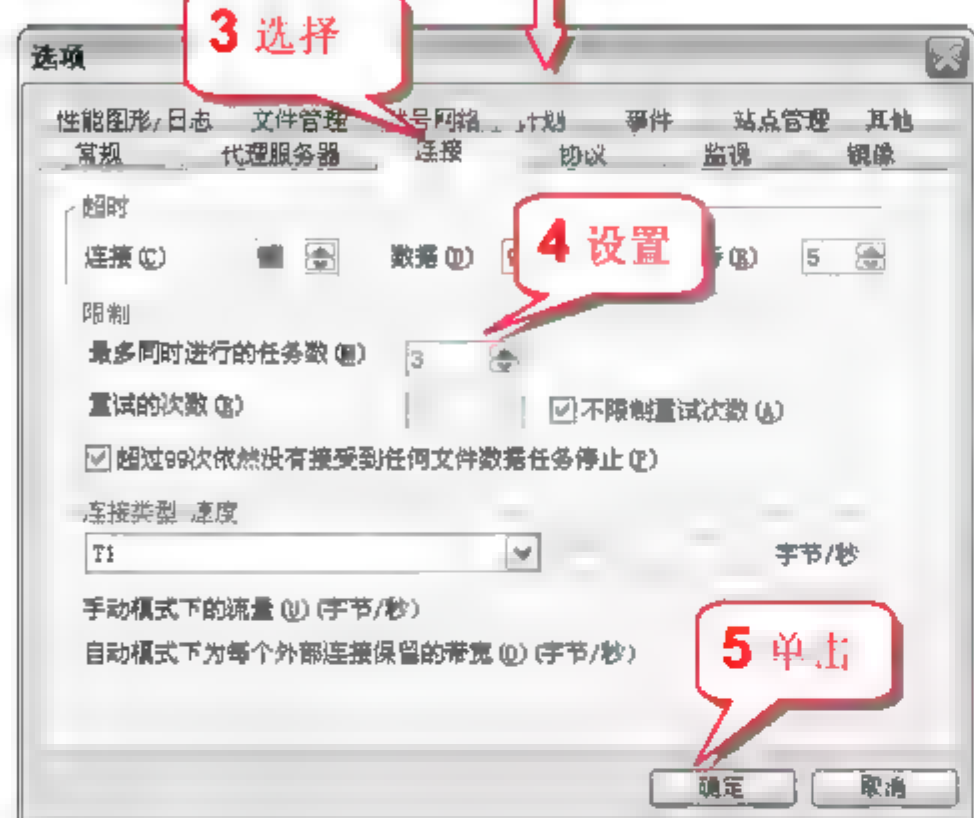 3 选择
选项
性能图形/日志 文件管理 号网络 计划 事件 站点管理 其他
常规 代理服务器 连接 协议 监视 镜像
超时
连接(C) 数据(D) (R) 5
4 设置
限制
最多同时进行的任务数(M) 3
重试的次数(R) 不限制重试次数(A)
超过99次依然没有接受到任何文件数据任务停止(P)
连接类型 速度
T1 字节/秒
手动模式下的流量(U)(字节/秒)
自动模式下为每个外部连接保留的带宽(O)(字节/秒)
5 单击
确定 取消